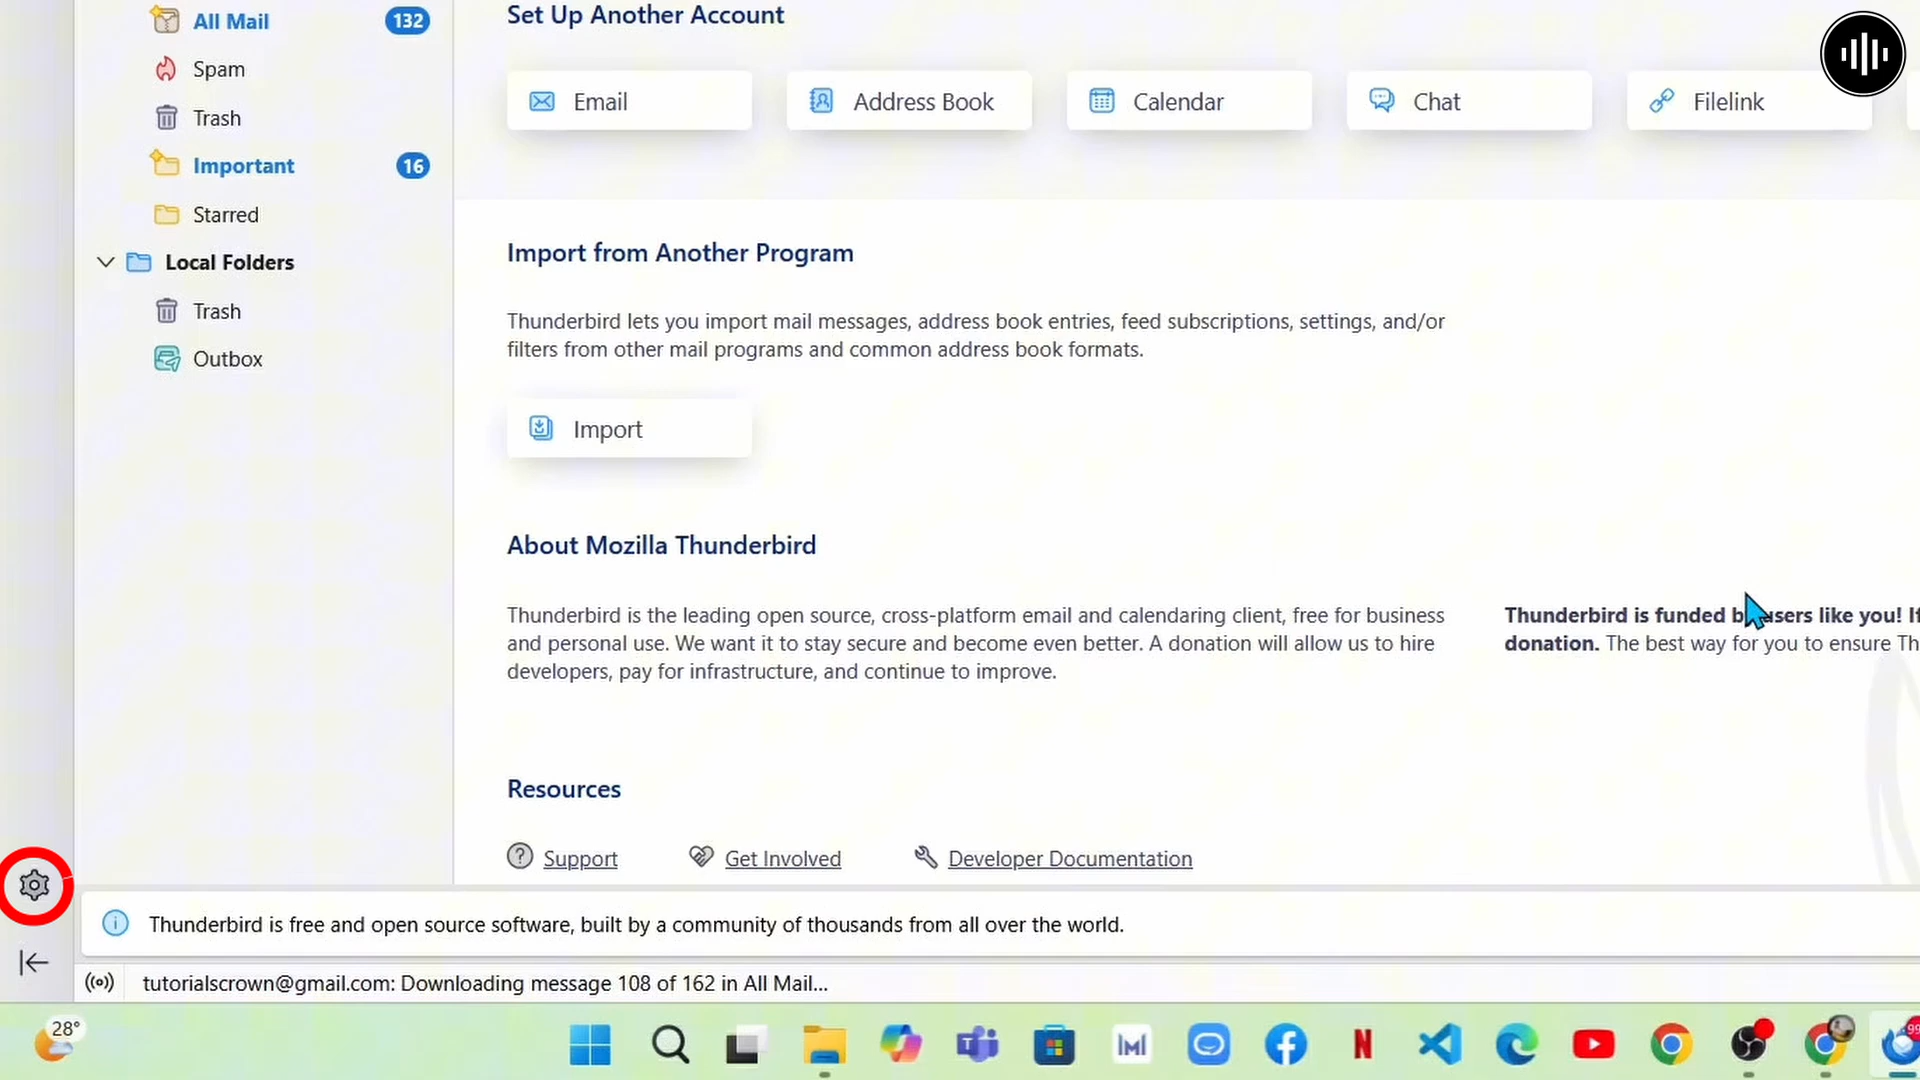 All Mail 132
Spam
Trash
Important 16
Starred
Local Folders
Trash
Outbox
Set Up Another Account
Email
Address Book
Calendar
Chat
Filelink
Import from Another Program
Thunderbird lets you import mail messages, address book entries, feed subscriptions, settings, and/or
filters from other mail programs and common address book formats.
Import
About Mozilla Thunderbird
Thunderbird is the leading open source, cross-platform email and calendaring client, free for business
and personal use. We want it to stay secure and become even better. A donation will allow us to hire
developers, pay for infrastructure, and continue to improve.
Thunderbird is funded by users like you! If
donation. The best way for you to ensure Th
Resources
Support
Get Involved
Developer Documentation
Thunderbird is free and open source software, built by a community of thousands from all over the world.
tutorialscrown@gmail.com: Downloading message 108 of 162 in All Mail...
28°
99